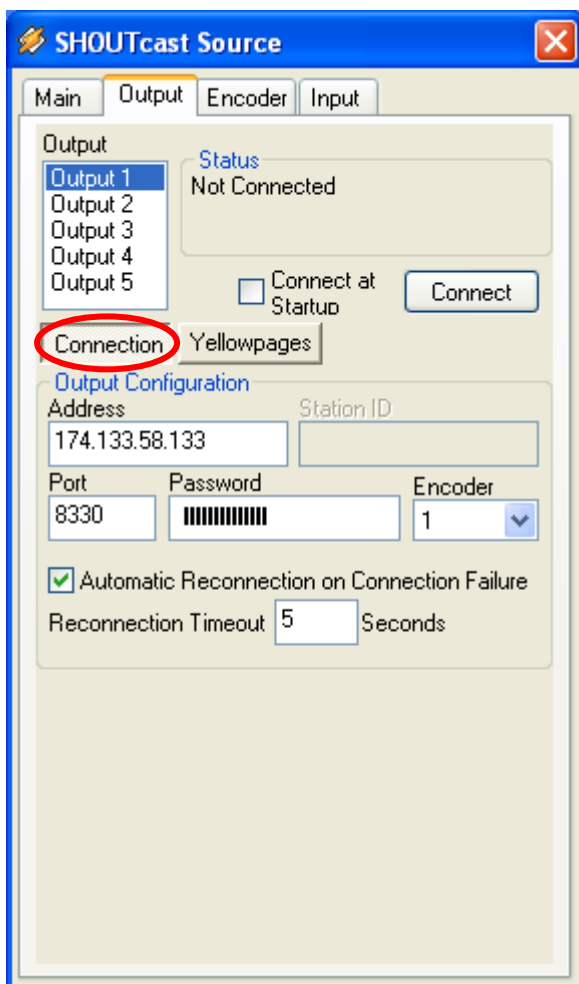 SHOUTcast Source
Main Output Encoder Input
Output
Output 1
Output 2
Output 3
Output 4
Output 5
Status
Not Connected
Connect at
Startup
Connect
Connection Yellowpages
Output Configuration
Address Station ID
174.133.58.133
Port Password Encoder
8330 1
Automatic Reconnection on Connection Failure
Reconnection Timeout 5 Seconds